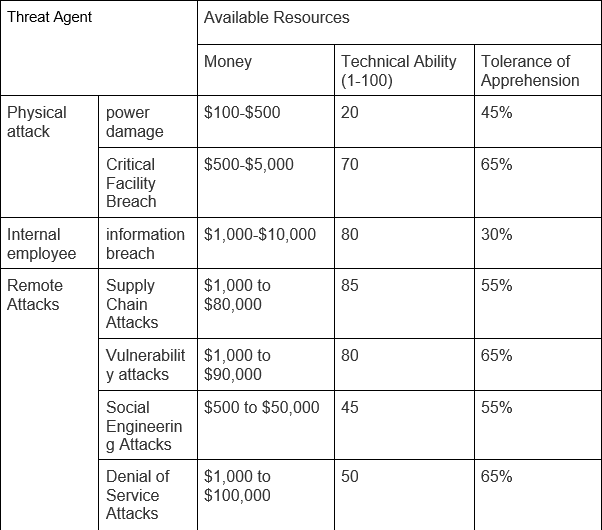 Threat Agent
Available Resources
Money
Technical Ability
(1-100)
Tolerance of
Apprehension
Physical
attack
power
damage
$100-$500
20
45%
Critical
Facility
Breach
$500-$5,000
70
65%
Internal
employee
information
breach
$1,000-$10,000
80
30%
Remote
Attacks
Supply
Chain
Attacks
$1,000 to
$80,000
85
55%
Vulnerabilit
y attacks
$1,000 to
$90,000
80
65%
Social
Engineerin
g Attacks
$500 to $50,000
45
55%
Denial of
Service
Attacks
$1,000 to
$100,000
50
65%